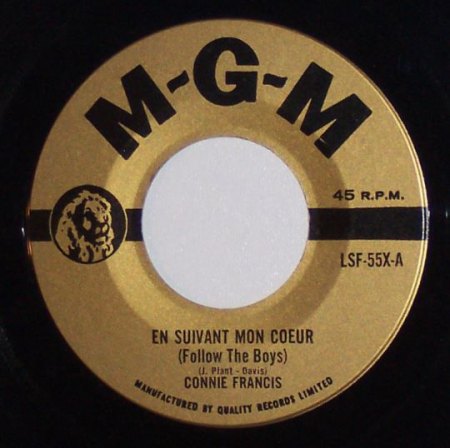 M-G-M
45 R.P.M.
LSF-55X-A
EN SUIVANT MON COEUR
(Follow The Boys)
(J. Plant - Davis)
CONNIE FRANCIS
MANUFACTURED BY QUALITY RECORDS LIMITED